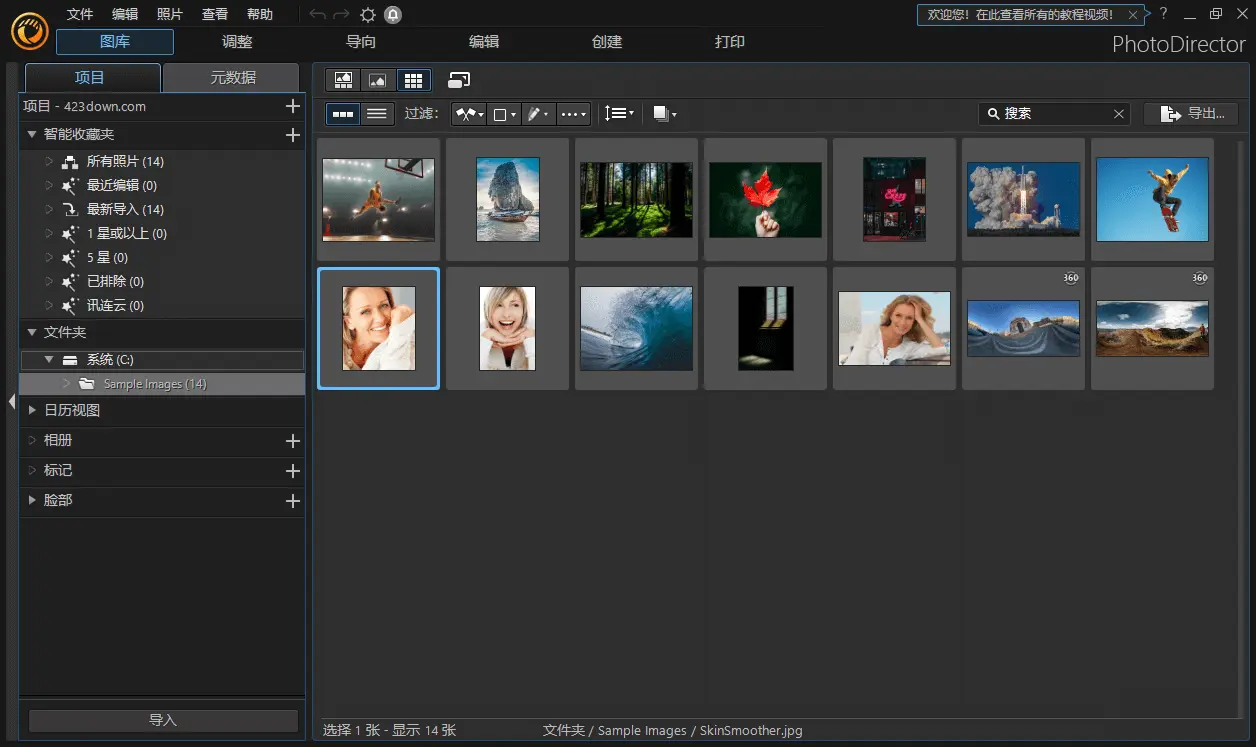 文件 编辑 照片 查看 帮助
欢迎您! 在此查看所有的教程视频!
?
图库 调整 导向 编辑 创建 打印
PhotoDirector
项目 元数据
项目 - 423down.com
智能收藏夹
所有照片 (14)
最近编辑 (0)
最新导入 (14)
1 星或以上 (0)
5 星 (0)
已排除 (0)
讯连云 (0)
文件夹
系统 (C:)
Sample Images (14)
日历视图
相册
标记
脸部
导入
过滤:
搜索
导出...
360
360
选择 1 张 - 显示 14 张
文件夹 / Sample Images / SkinSmoother.jpg